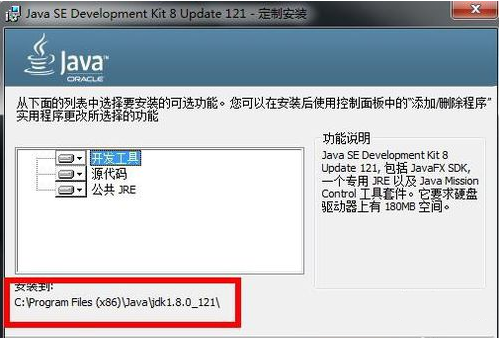 Java SE Development Kit 8 Update 121 - 定制安装
Java
ORACLE
从下面的列表中选择要安装的可选功能。您可以在安装后使用控制面板中的"添加/删除程序"
实用程序更改所选择的功能
开发工具
源代码
公共 JRE
功能说明
Java SE Development Kit 8
Update 121, 包括 JavaFX SDK,
一个专用 JRE 以及 Java Mission
Control 工具套件。它要求硬盘
驱动器上有 180MB 空间。
安装到:
C:\Program Files (x86)\Java\jdk1.8.0_121\